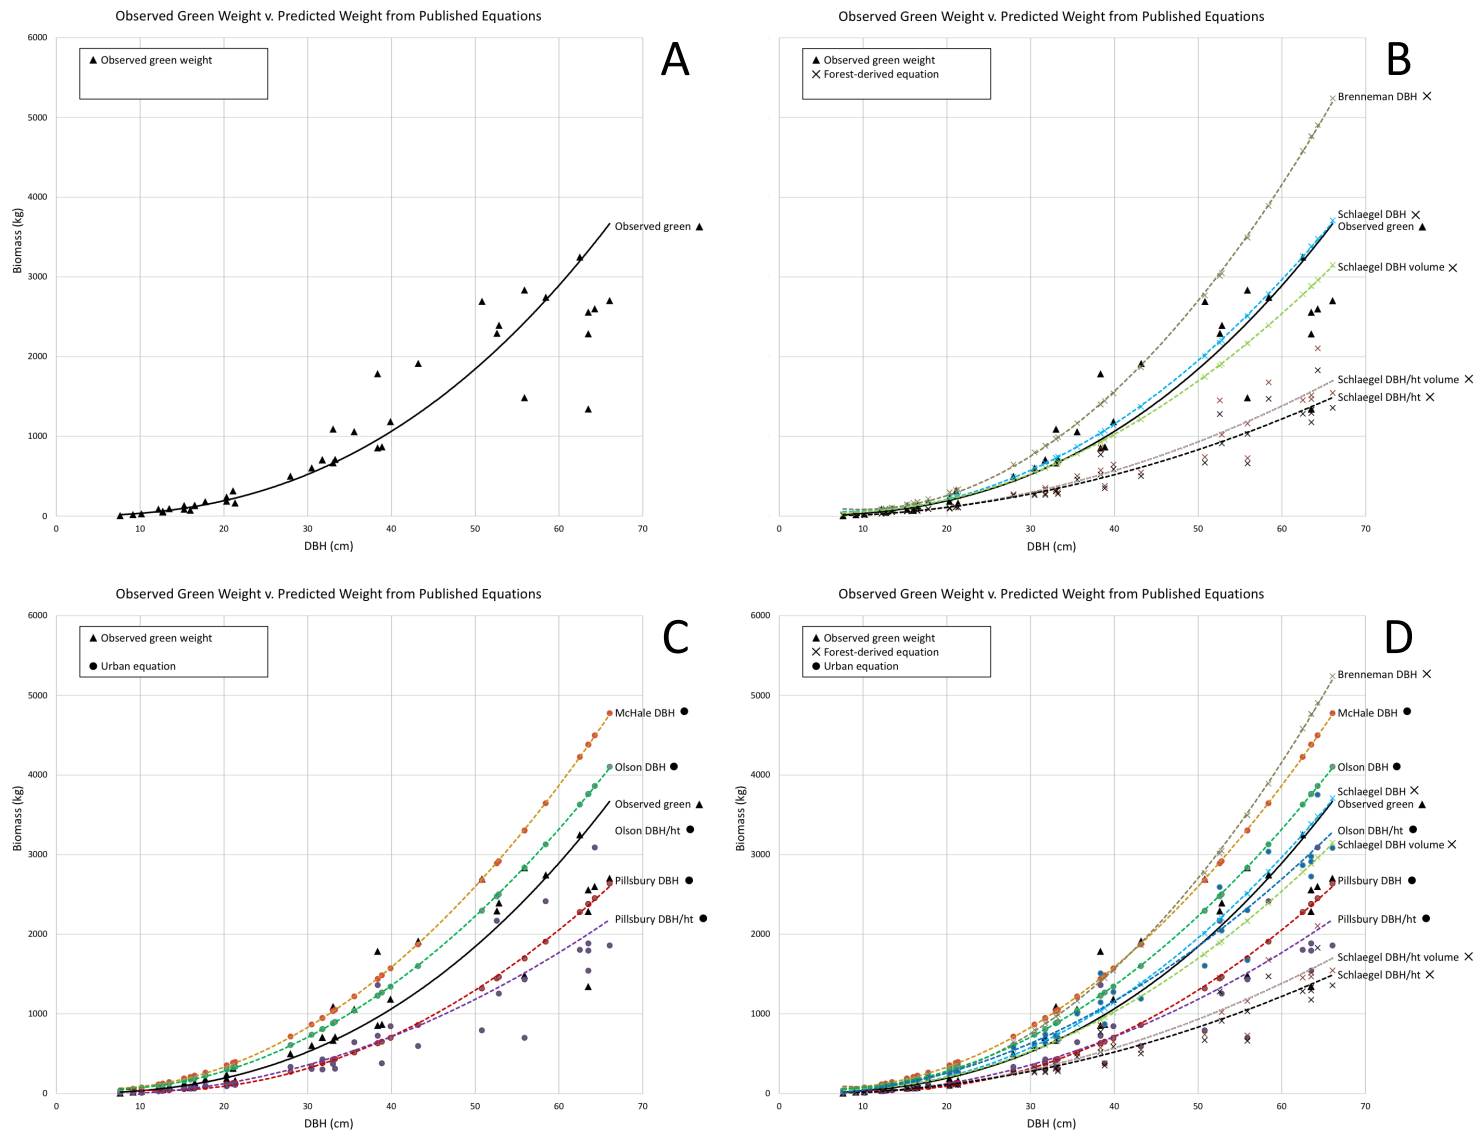 Observed Green Weight v. Predicted Weight from Published Equations
A
Observed green weight
6000
5000
4000
3000
2000
1000
0
Biomass (kg)
Observed green
0 10 20 30 40 50 60 70
DBH (cm)
Observed Green Weight v. Predicted Weight from Published Equations
B
Observed green weight
Forest-derived equation
Brenneman DBH
Schlaegel DBH
Observed green
Schlaegel DBH volume
Schlaegel DBH/ht volume
Schlaegel DBH/ht
0 10 20 30 40 50 60 70
DBH (cm)
Observed Green Weight v. Predicted Weight from Published Equations
C
Observed green weight
Urban equation
6000
5000
4000
3000
2000
1000
0
Biomass (kg)
McHale DBH
Olson DBH
Observed green
Olson DBH/ht
Pillsbury DBH
Pillsbury DBH/ht
0 10 20 30 40 50 60 70
DBH (cm)
Observed Green Weight v. Predicted Weight from Published Equations
D
Observed green weight
Forest-derived equation
Urban equation
6000
5000
4000
3000
2000
1000
0
Biomass (kg)
Brenneman DBH
McHale DBH
Olson DBH
Schlaegel DBH
Observed green
Olson DBH/ht
Schlaegel DBH volume
Pillsbury DBH
Pillsbury DBH/ht
Schlaegel DBH/ht volume
Schlaegel DBH/ht
0 10 20 30 40 50 60 70
DBH (cm)